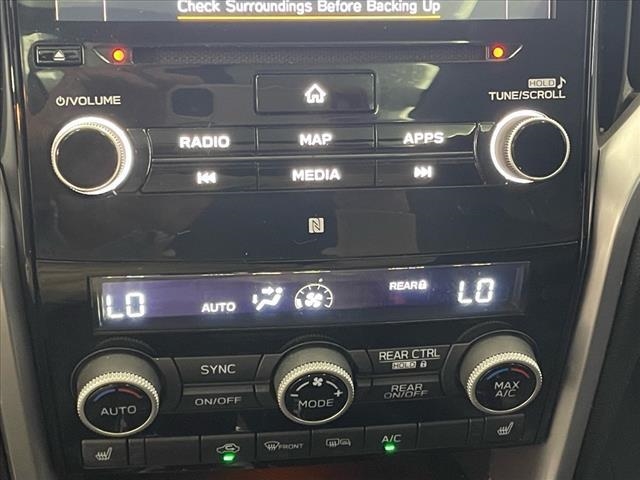 Check Surroundings Before Backing Up
HOLD
/VOLUME
TUNE/SCROLL
RADIO MAP APPS
MEDIA
N
LO AUTO REAR LO
SYNC
REAR CTRL
HOLD
ON/OFF
REAR
ON/OFF
AUTO
MODE
MAX
A/C
FRONT
A/C